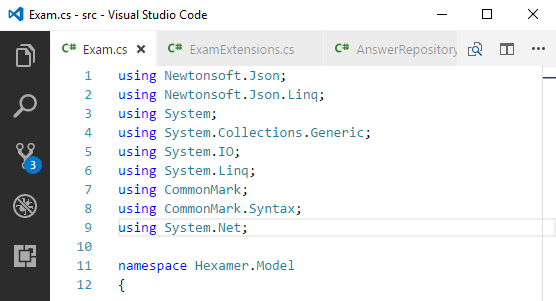 Exam.cs - src - Visual Studio Code
C# Exam.cs C# ExamExtensions.cs C# AnswerRepository
1 using Newtonsoft.Json;
2 using Newtonsoft.Json.Linq;
3 using System;
4 using System.Collections.Generic;
5 using System.IO;
6 using System.Linq;
7 using CommonMark;
8 using CommonMark.Syntax;
9 using System.Net;
10
11 namespace Hexamer.Model
12 {
3